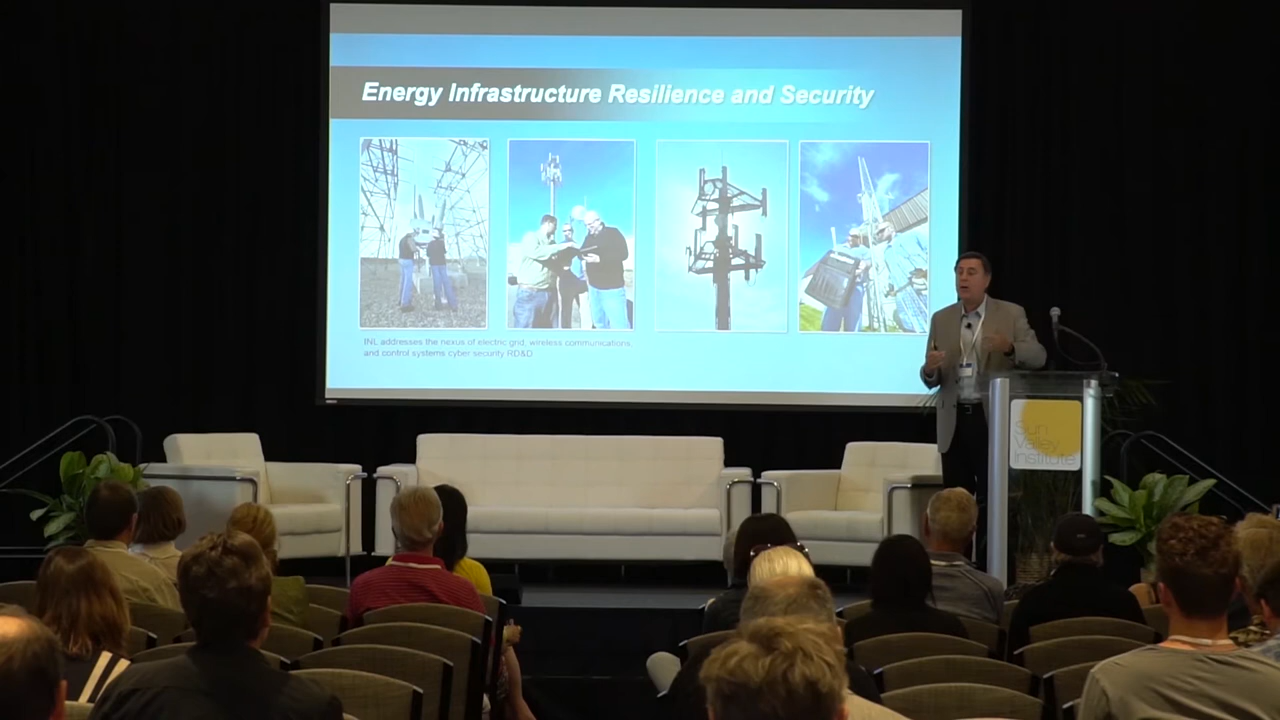 Energy Infrastructure Resilience and Security
INL addresses the nexus of electric grid, wireless communications,
and control systems cyber security RD&D
Sun
Valley
Institute